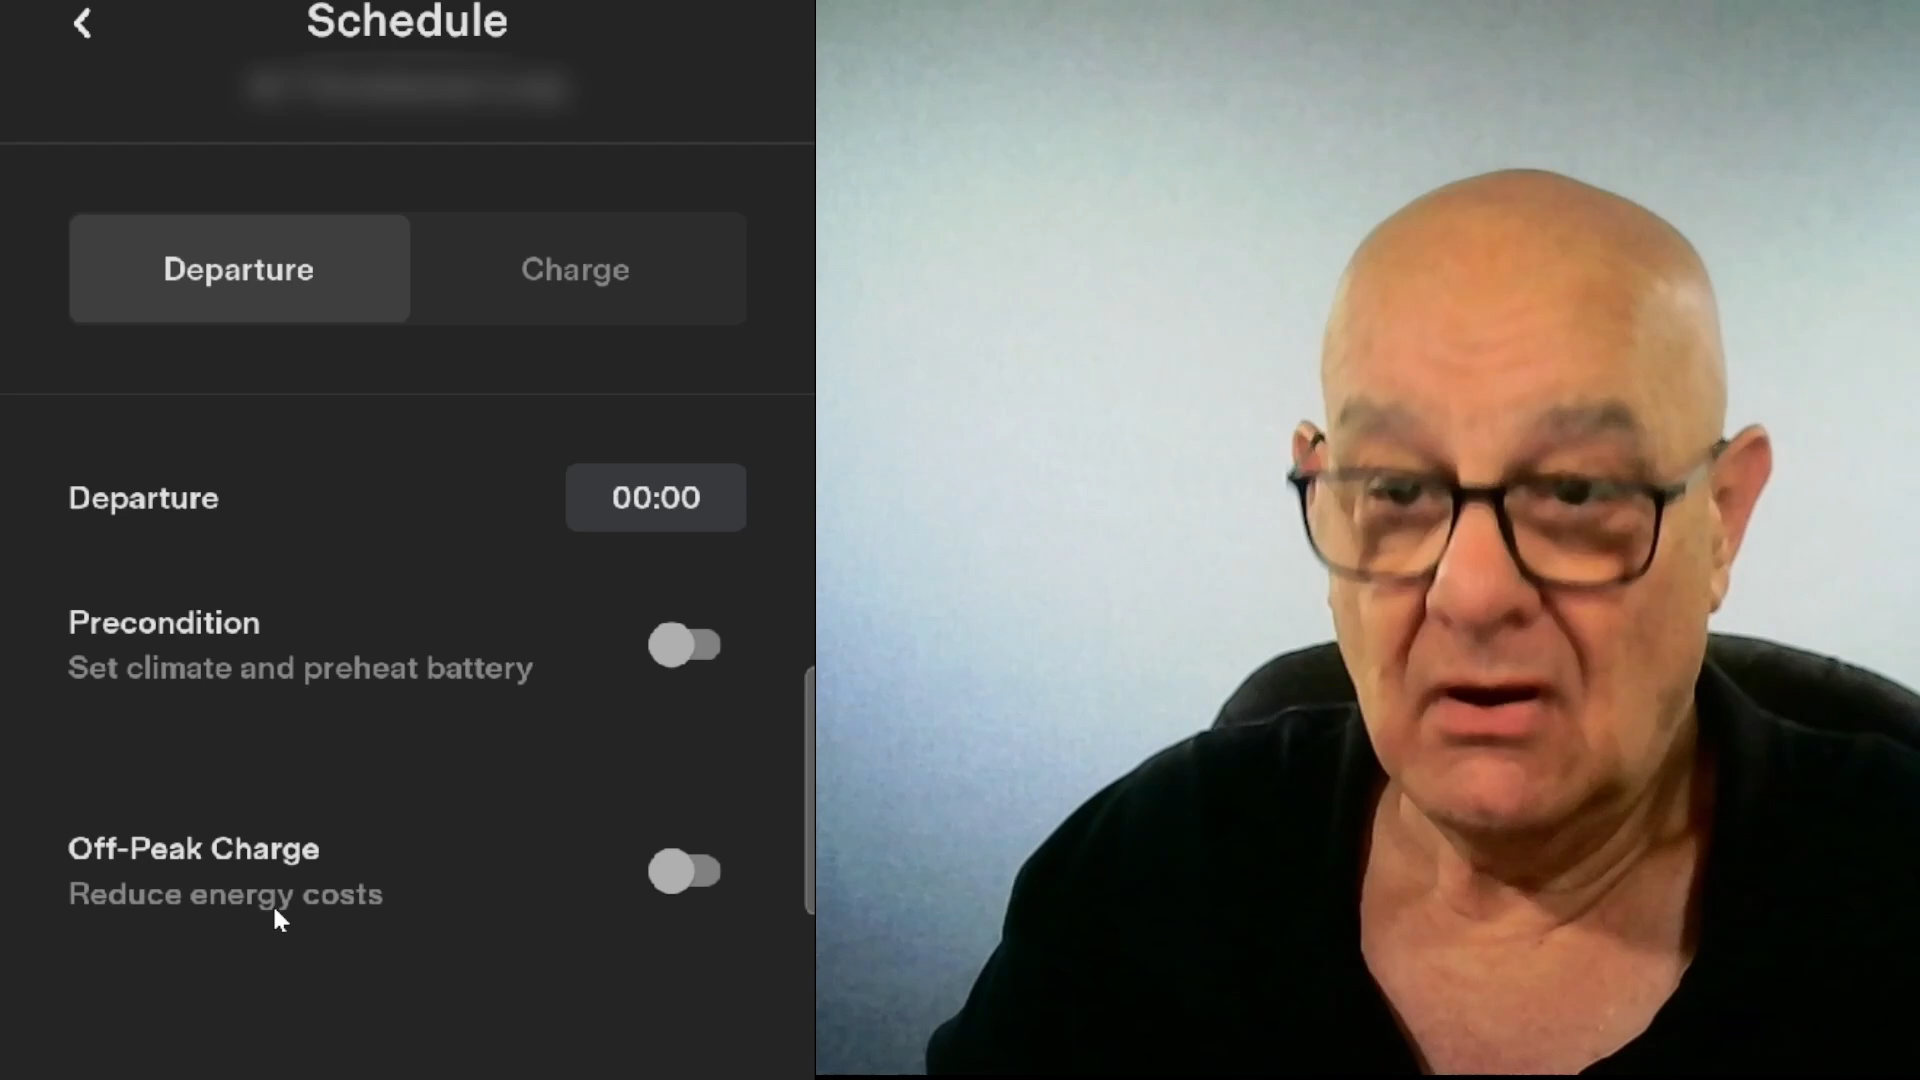 Schedule
Departure
Charge
Departure
00:00
Precondition
Set climate and preheat battery
Off-Peak Charge
Reduce energy costs